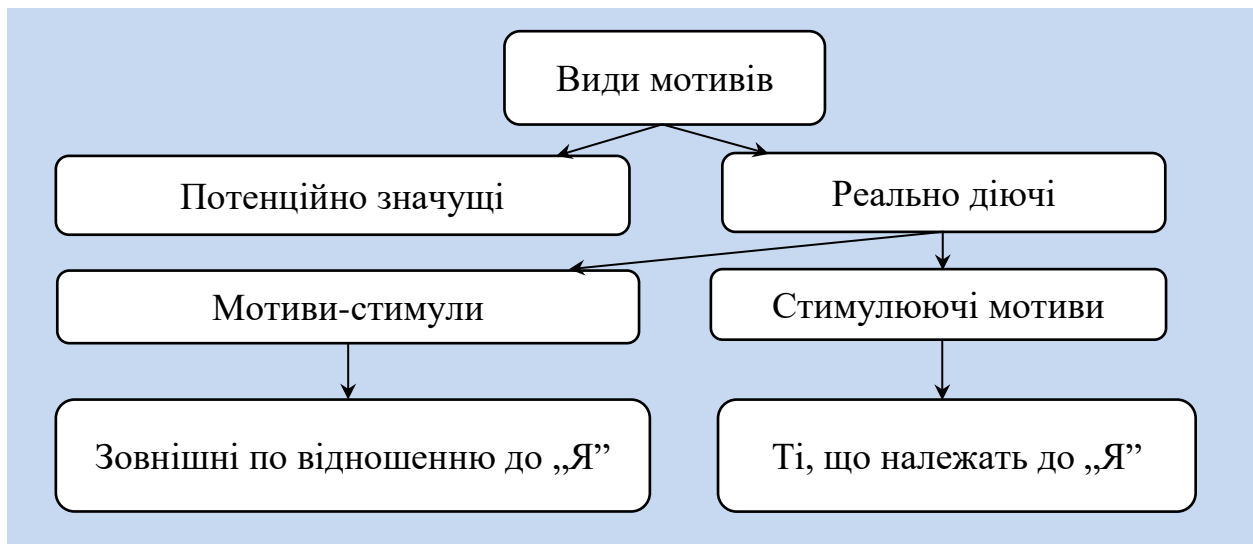 Види мотивів
Потенційно значущі
Реально діючі
Мотиви-стимули
Стимулюючі мотиви
Зовнішні по відношенню до „Я”
Ті, що належать до „Я”